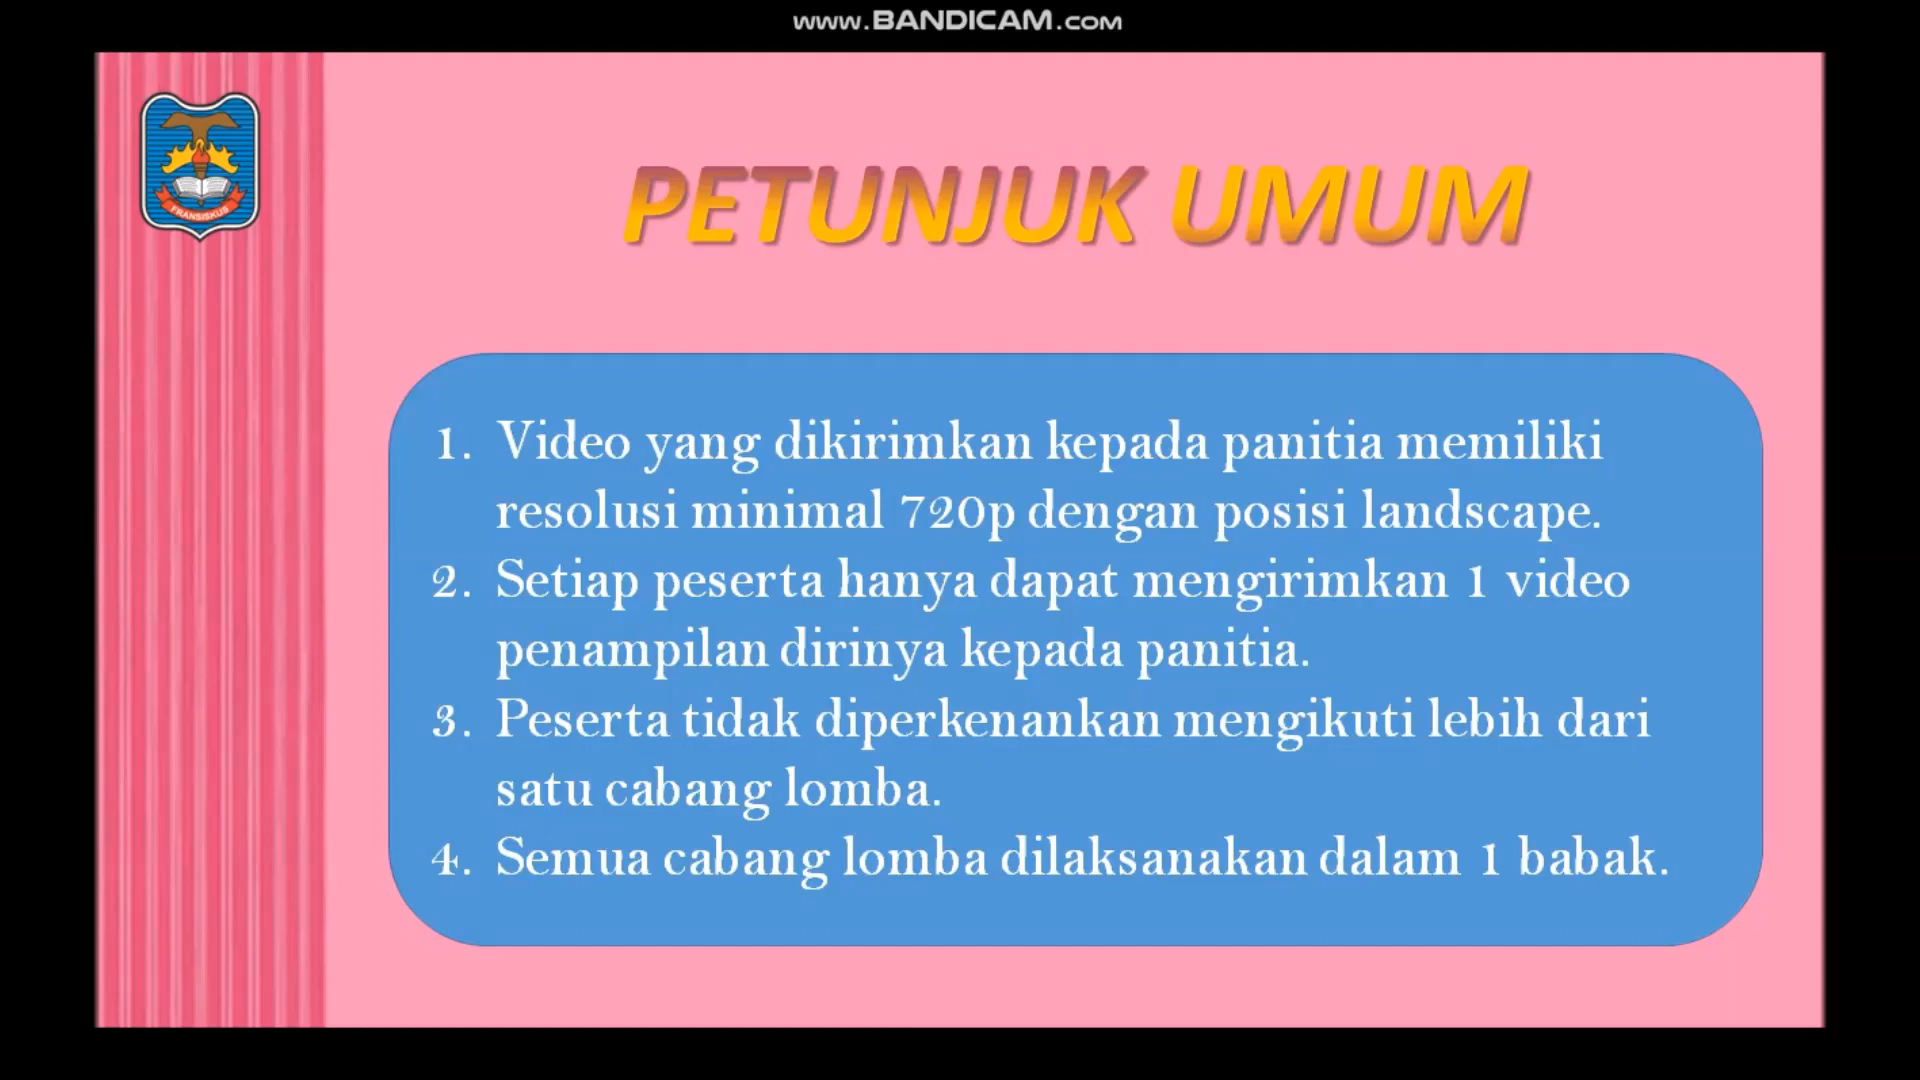 www.BANDICAM.com
FRANSISKUS
PETUNJUK UMUM
1. Video yang dikirimkan kepada panitia memiliki
resolusi minimal 720p dengan posisi landscape.
2. Setiap peserta hanya dapat mengirimkan 1 video
penampilan dirinya kepada panitia.
3. Peserta tidak diperkenankan mengikuti lebih dari
satu cabang lomba.
4. Semua cabang lomba dilaksanakan dalam 1 babak.